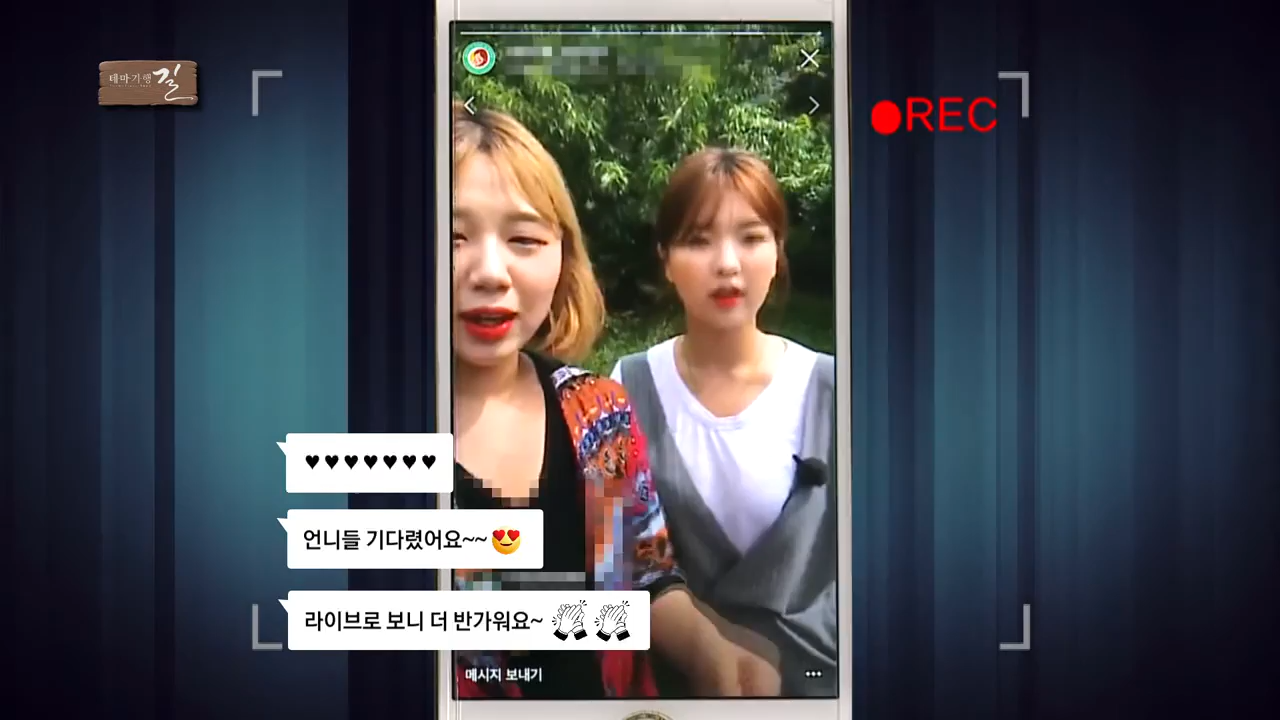 테마기행 길
REC
♥♥♥♥♥♥♥
언니들 기다렸어요~~😍
라이브로 보니 더 반가워요~
메시지 보내기